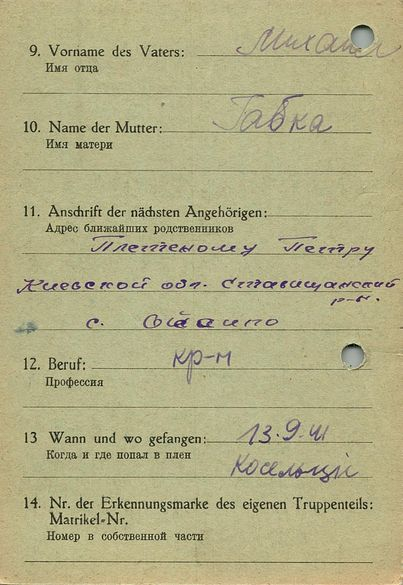 9. Vorname des Vaters: Михаил
Имя отца
10. Name der Mutter: Габка
Имя матери
11. Anschrift der nächsten Angehörigen:
Адрес ближайших родственников
Плетеному Петру
Киевской обл. Ставищанский
р-н.
с.
12. Beruf: кр-н
Профессия
13 Wann und wo gefangen: 13.9.41
Когда и где попал в плен
14. Nr. der Erkennungsmarke des eigenen Truppenteils:
Matrikel-Nr.
Номер в собственной части